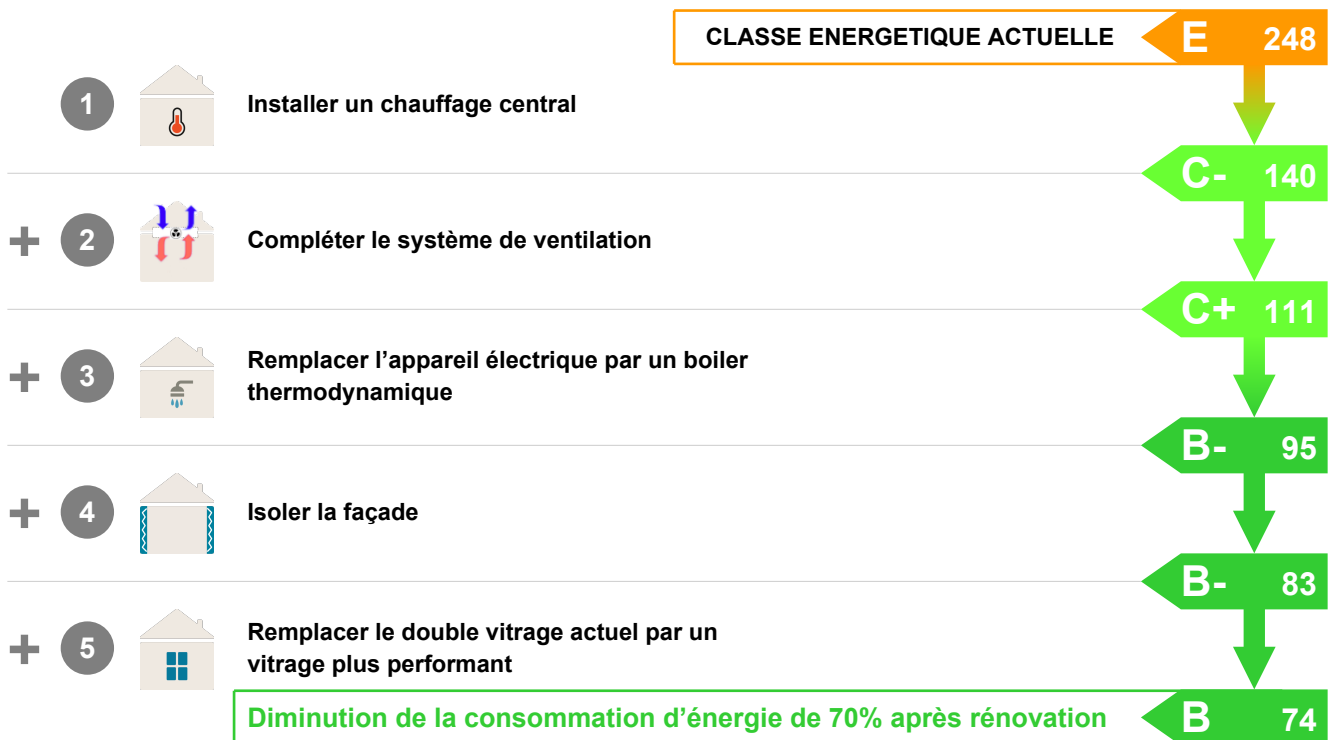 CLASSE ENERGETIQUE ACTUELLE E 248
1 Installer un chauffage central
C- 140
+ 2 Compléter le système de ventilation
C+ 111
+ 3 Remplacer l'appareil électrique par un boiler
thermodynamique
B- 95
+ 4 Isoler la façade
B- 83
+ 5 Remplacer le double vitrage actuel par un
vitrage plus performant
Diminution de la consommation d'énergie de 70% après rénovation B 74